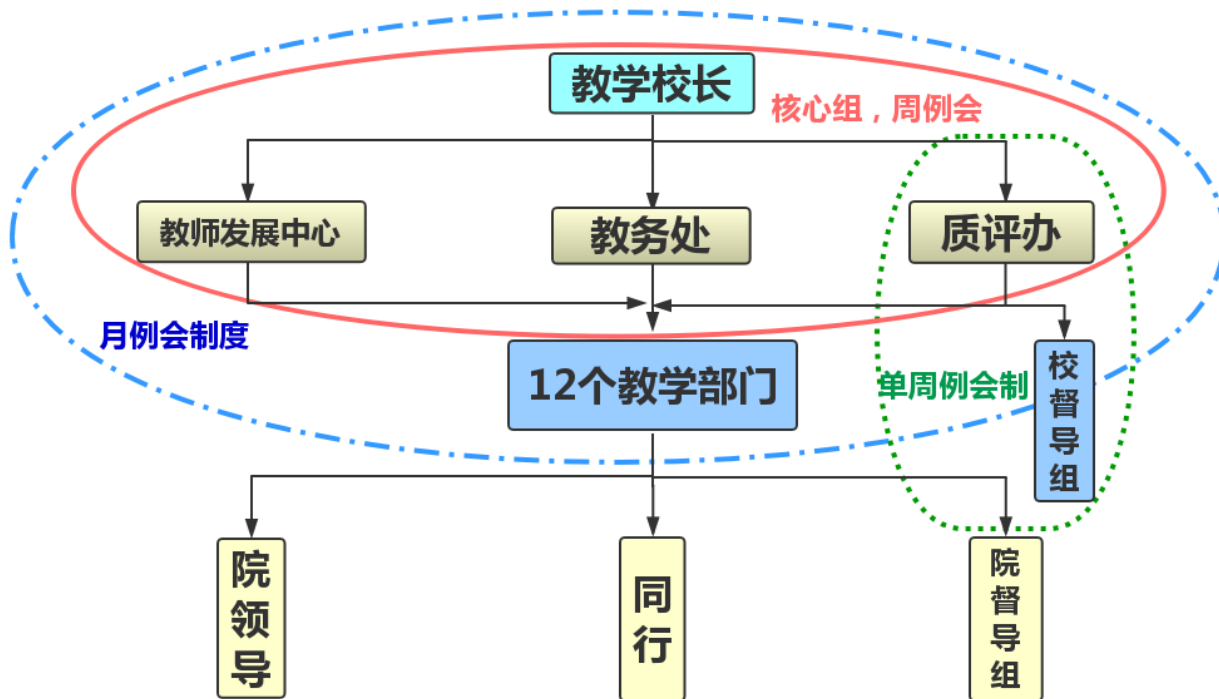 教学校长
核心组，周例会
教师发展中心
教务处
质评办
月例会制度
12个教学部门
单周例会制
校督导组
院领导
同行
院督导组